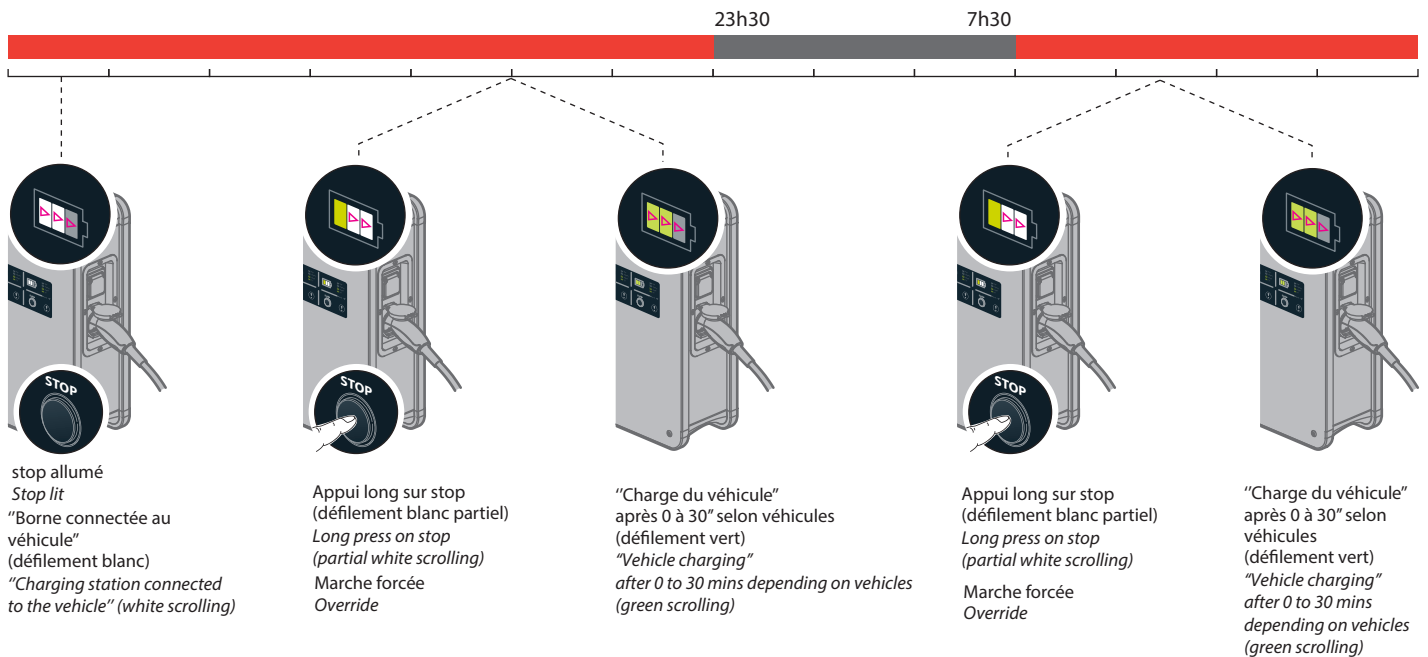 23h30
7h30
STOP
STOP
STOP
stop allumé
Stop lit
‘’Borne connectée au
véhicule’’
(défilement blanc)
‘’Charging station connected
to the vehicle’’ (white scrolling)
Appui long sur stop
(défilement blanc partiel)
Long press on stop
(partial white scrolling)
Marche forcée
Override
‘’Charge du véhicule’’
après 0 à 30’’ selon véhicules
(défilement vert)
‘’Vehicle charging’’
after 0 to 30 mins depending on vehicles
(green scrolling)
Appui long sur stop
(défilement blanc partiel)
Long press on stop
(partial white scrolling)
Marche forcée
Override
‘’Charge du véhicule’’
après 0 à 30’’ selon
véhicules
(défilement vert)
‘’Vehicle charging’’
after 0 to 30 mins
depending on vehicles
(green scrolling)